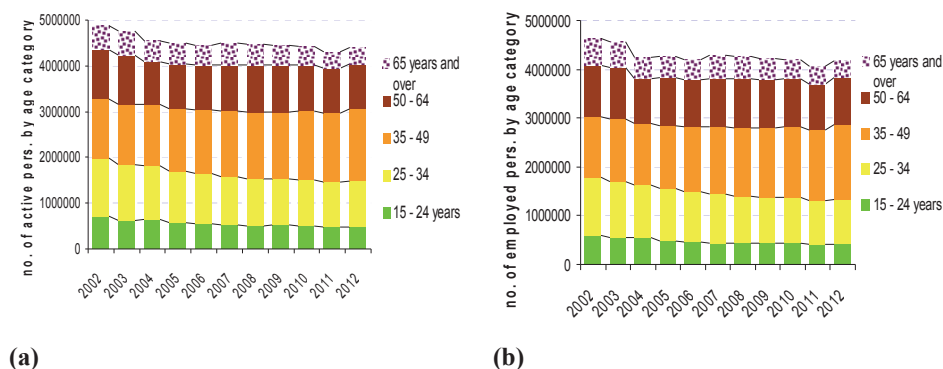 no. of active pers. by age category
5000000
4000000
3000000
2000000
1000000
0
2002
2003
2004
2005
2006
2007
2008
2009
2010
2011
2012
65 years and
over
50 - 64
35 - 49
25 - 34
15 - 24 years
(a)
no. of employed pers. by age category
5000000
4000000
3000000
2000000
1000000
0
2002
2003
2004
2005
2006
2007
2008
2009
2010
2011
2012
65 years and
over
50 - 64
35 - 49
25 - 34
15 - 24 years
(b)